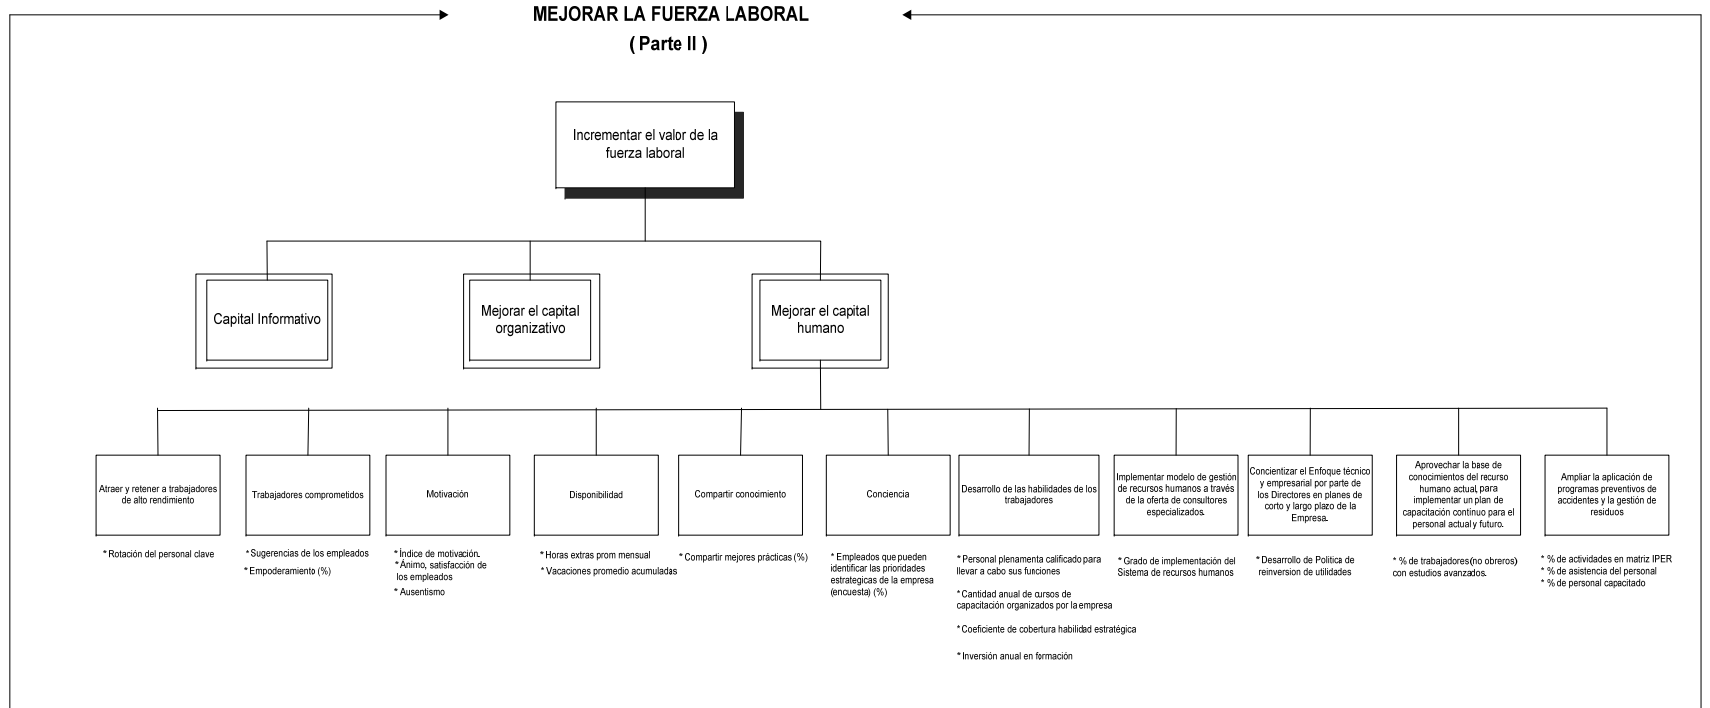 MEJORAR LA FUERZA LABORAL
( Parte II )
Incrementar el valor de la
fuerza laboral
Capital Informativo
Mejorar el capital
organizativo
Mejorar el capital
humano
Atraer y retener a trabajadores
de alto rendimiento
* Rotación del personal clave
Trabajadores comprometidos
* Sugerencias de los empleados
* Empoderamiento (%)
Motivación
* Índice de motivación.
* Ánimo, satisfacción de
los empleados
* Ausentismo
Disponibilidad
* Horas extras prom mensual
* Vacaciones promedio acumuladas
Compartir conocimiento
* Compartir mejores prácticas (%)
Conciencia
* Empleados que pueden
identificar las prioridades
estrategicas de la empresa
(encuesta) (%)
Desarrollo de las habilidades de los
trabajadores
* Personal plenamente calificado para
llevar a cabo sus funciones
* Cantidad anual de cursos de
capacitación organizados por la empresa
* Coeficiente de cobertura habilidad estratégica
* Inversión anual en formación
Implementar modelo de gestión
de recursos humanos a través
de la oferta de consultores
especializados.
* Grado de implementación del
Sistema de recursos humanos
Concientizar el Enfoque técnico
y empresarial por parte de
los Directores en planes de
corto y largo plazo de la
Empresa.
* Desarrollo de Politica de
reinversion de utilidades
Aprovechar la base de
conocimientos del recurso
humano actual, para
implementar un plan de
capacitación contínuo para el
personal actual y futuro.
* % de trabajadores (no obreros)
con estudios avanzados.
Ampliar la aplicación de
programas preventivos de
accidentes y la gestión de
residuos
* % de actividades en matriz IPER
* % de asistencia del personal
* % de personal capacitado